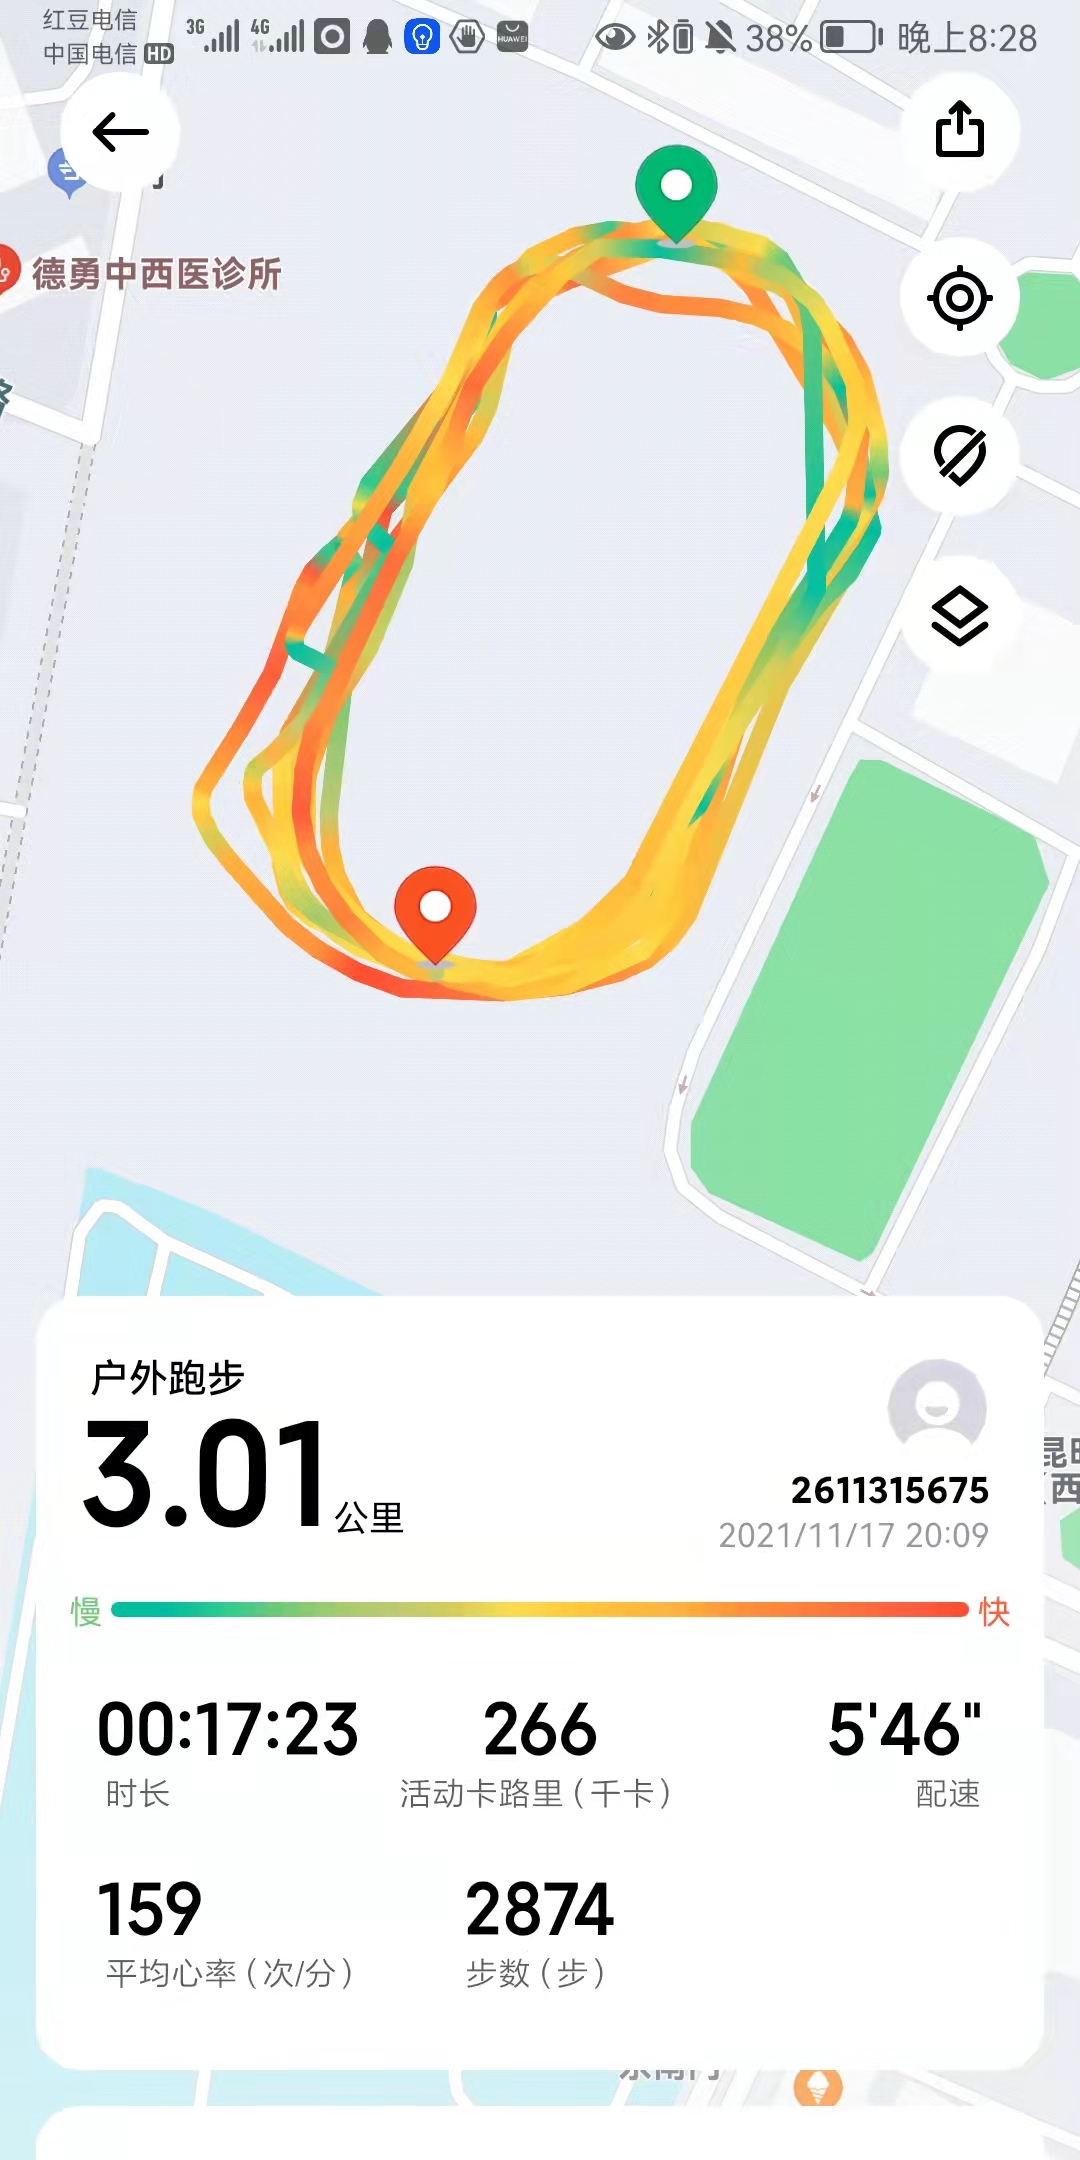 红豆电信
中国电信 HD
3G 4G
HUAWEI
38%
晚上8:28
德勇中西医诊所
户外跑步
3.01公里
2611315675
2021/11/17 20:09
慢
快
00:17:23
266
5'46"
时长
活动卡路里（千卡）
配速
159
2874
平均心率（次/分）
步数（步）